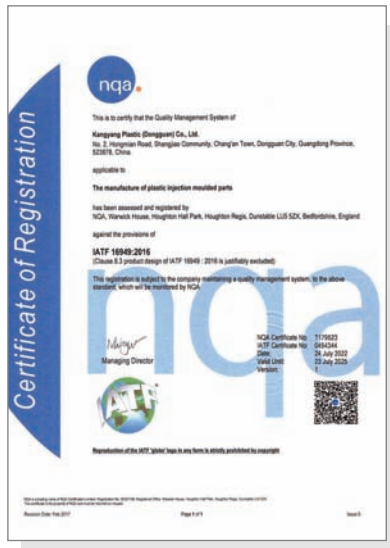 nqa.
Certificate of Registration
This is to certify that the Quality Management System of
Kangyang Plastic (Dongguan) Co., Ltd.
No. 2, Hongmian Road, Shangjiao Community, Chang'an Town, Dongguan City, Guangdong Province,
523878, China
applicable to
The manufacture of plastic injection moulded parts
has been assessed and registered by
NQA, Warwick House, Houghton Hall Park, Houghton Regis, Dunstable LU5 5ZX, Bedfordshire, England
against the provisions of
IATF 16949:2016
(Clause 8.3 product design of IATF 16949 : 2016 is justifiably excluded)
This registration is subject to the company maintaining a quality management system, to the above
standard, which will be monitored by NQA
nqa
Managing Director
NQA Certificate No: T179523
IATF Certificate No: 0454344
Date: 24 July 2022
Valid Until: 23 July 2025
Version: 1
IATF
Reproduction of the IATF 'globe' logo in any form is strictly prohibited by copyright
Revision Date: Feb 2017
Page 1 of 1